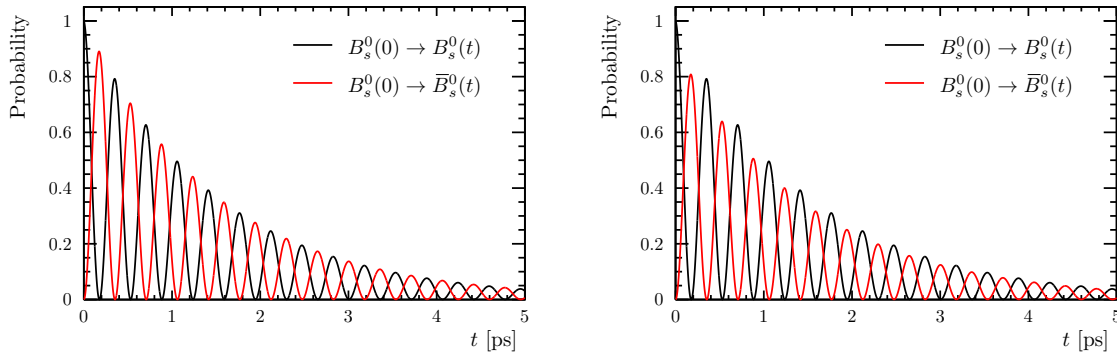 Probability
1
0.8
0.6
0.4
0.2
0
0 1 2 3 4 5
t [ps]
B_s^0(0) → B_s^0(t)
B_s^0(0) → B̅_s^0(t)
Probability
1
0.8
0.6
0.4
0.2
0
0 1 2 3 4 5
t [ps]
B_s^0(0) → B_s^0(t)
B_s^0(0) → B̅_s^0(t)